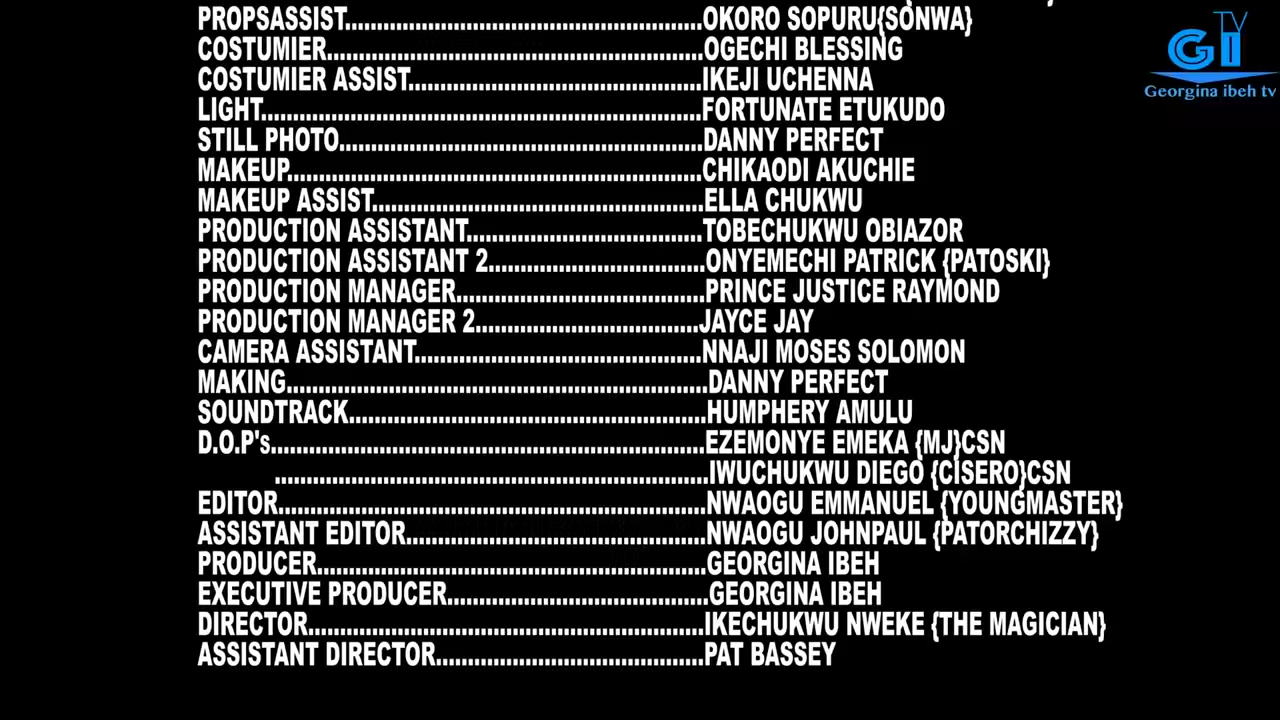 PROPSASSIST........................................................OKORO SOPURU{SONWA}
COSTUMIER...........................................................OGECHI BLESSING
COSTUMIER ASSIST..............................................IKEJI UCHENNA
LIGHT.....................................................................FORTUNATE ETUKUDO
STILL PHOTO.........................................................DANNY PERFECT
MAKEUP.................................................................CHIKAODI AKUCHIE
MAKEUP ASSIST....................................................ELLA CHUKWU
PRODUCTION ASSISTANT.....................................TOBECHUKWU OBIAZOR
PRODUCTION ASSISTANT 2..................................ONYEMECHI PATRICK {PATOSKI}
PRODUCTION MANAGER.......................................PRINCE JUSTICE RAYMOND
PRODUCTION MANAGER 2...................................JAYCE JAY
CAMERA ASSISTANT.............................................NNAJI MOSES SOLOMON
MAKING..................................................................DANNY PERFECT
SOUNDTRACK........................................................HUMPHERY AMULU
D.O.P's....................................................................EZEMONYE EMEKA {MJ}CSN
....................................................................IWUCHUKWU DIEGO {CISERO}CSN
EDITOR...................................................................NWAOGU EMMANUEL {YOUNGMASTER}
ASSISTANT EDITOR...............................................NWAOGU JOHNPAUL {PATORCHIZZY}
PRODUCER.............................................................GEORGINA IBEH
EXECUTIVE PRODUCER.........................................GEORGINA IBEH
DIRECTOR..............................................................IKECHUKWU NWEKE {THE MAGICIAN}
ASSISTANT DIRECTOR..........................................PAT BASSEY
GI TV
Georgina ibeh tv